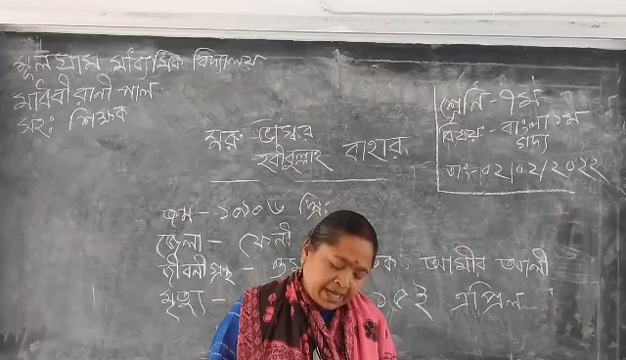 মূলগ্রাম মাধ্যমিক বিদ্যালয়
মাধবী রানী পাল
সহঃ শিক্ষক
মরু-ভাস্কর
হবীবুল্লাহ বাহার
শ্রেনি-৭ম
বিষয়- বাংলা ১ম
গদ্য
তাং-০২/০২/২০২২
জন্ম - ১৯০৬ খ্রিঃ
জেলা - ফেনী
জীবনীগ্রন্থ - ফারুক, আমীর আলী
মৃত্যু - ১৫ই এপ্রিল